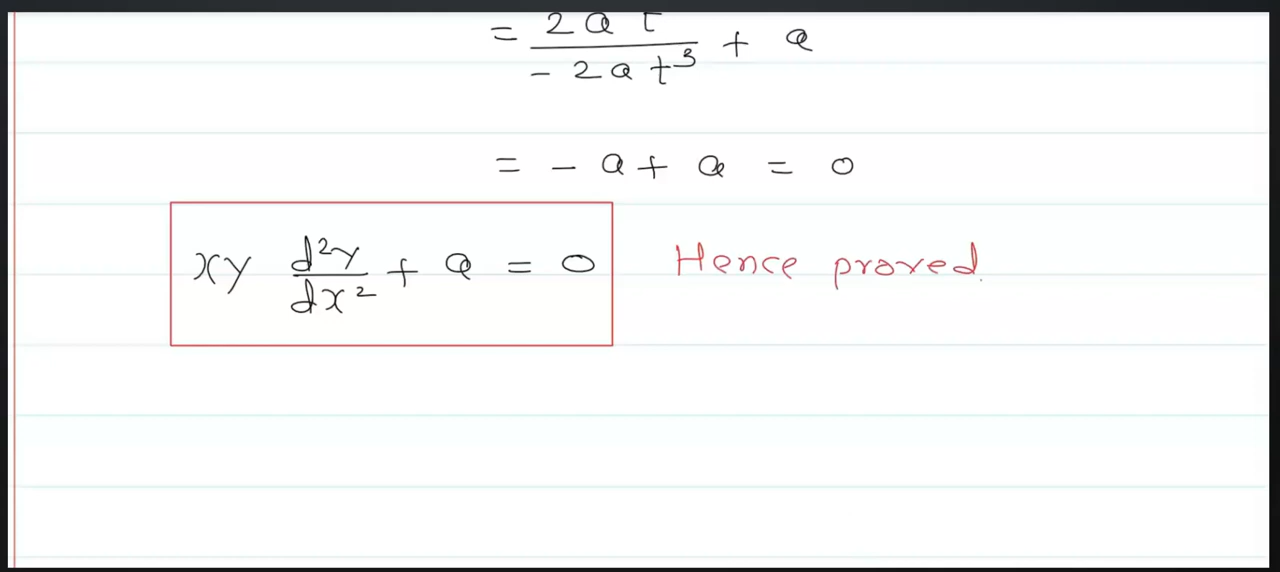 = 2a t / - 2a t³ + a
= - a + a = 0
xy d²y/dx² + a = 0 Hence proved.